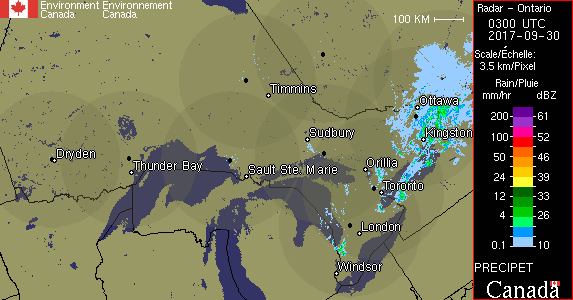 Environment Environnement
Canada Canada
100 KM
Timmins
Ottawa
Sudbury
Kingston
Dryden
Thunder Bay
Sault Ste. Marie
Orillia
Toronto
London
Windsor
Radar - Ontario
0300 UTC
2017-09-30
Scale/Échelle:
3.5 km/Pixel
Rain/Pluie
mm/hr dBZ
200 61
100 52
50 46
24 39
12 33
4 26
0.1 10
PRECIPET
Canada